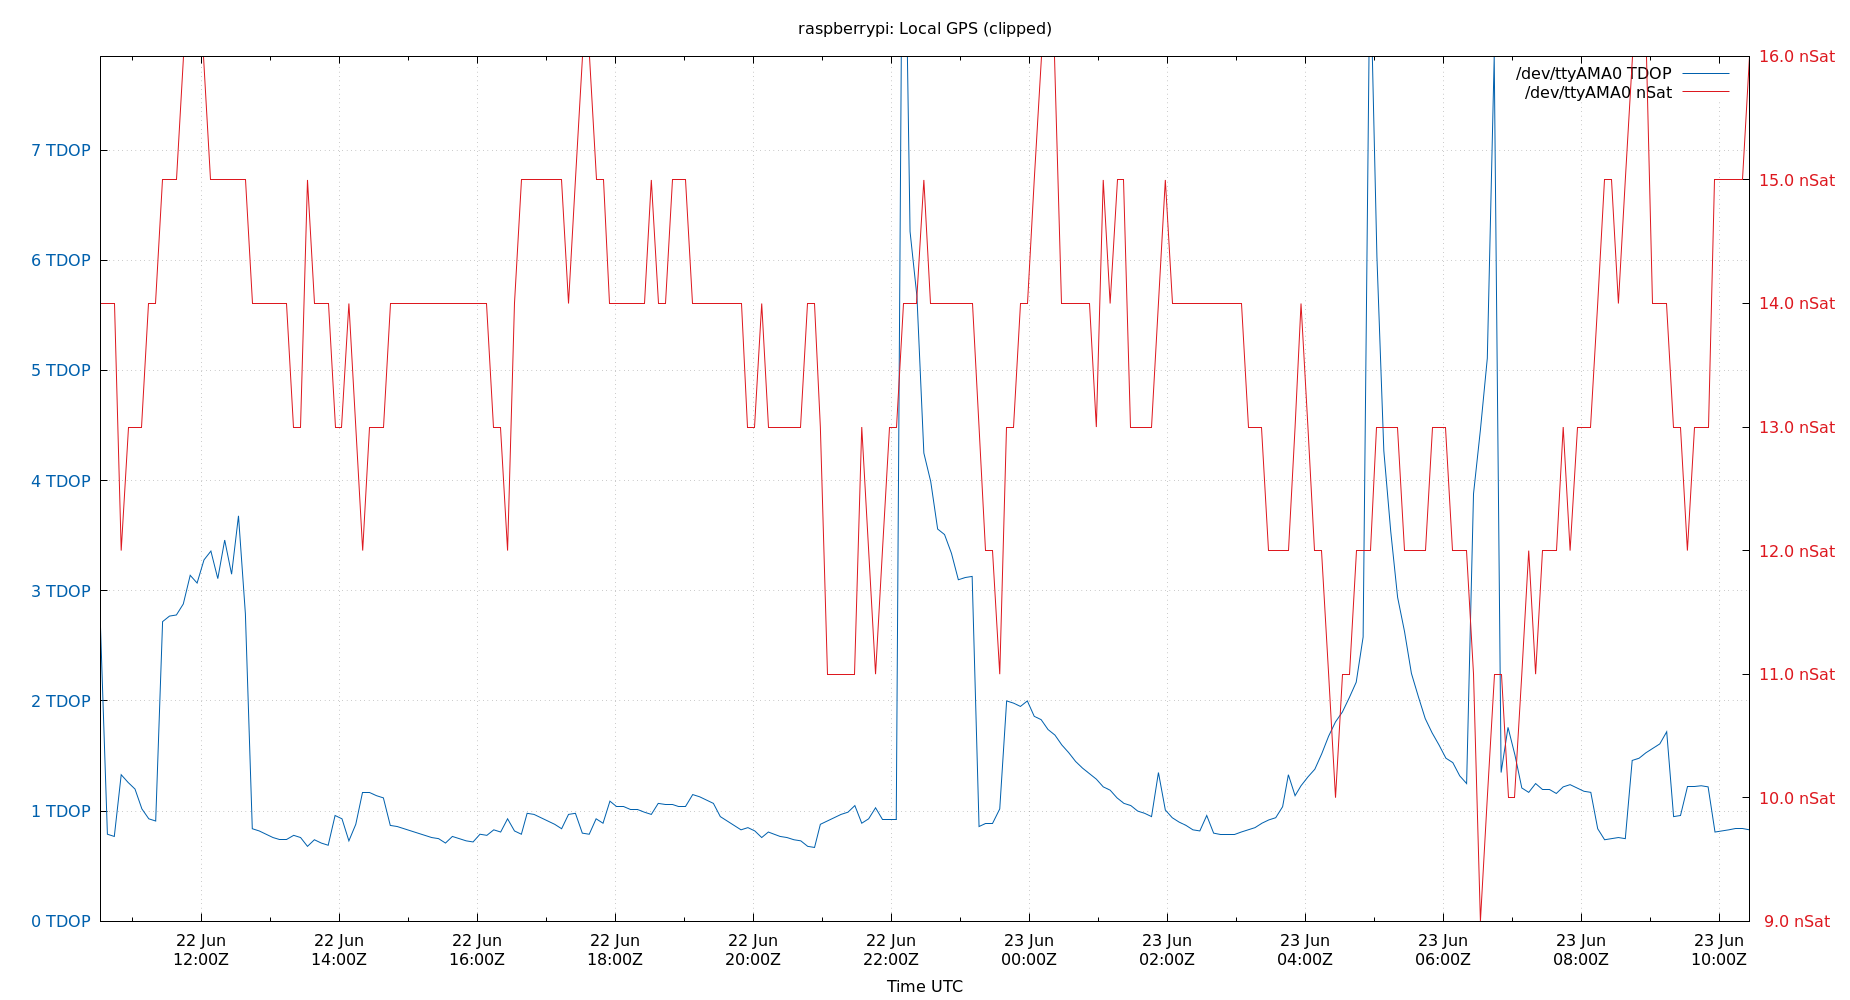 raspberrypi: Local GPS (clipped)
/dev/ttyAMA0 TDOP
/dev/ttyAMA0 nSat
7 TDOP
6 TDOP
5 TDOP
4 TDOP
3 TDOP
2 TDOP
1 TDOP
0 TDOP
16.0 nSat
15.0 nSat
14.0 nSat
13.0 nSat
12.0 nSat
11.0 nSat
10.0 nSat
9.0 nSat
22 Jun
12:00Z
22 Jun
14:00Z
22 Jun
16:00Z
22 Jun
18:00Z
22 Jun
20:00Z
22 Jun
22:00Z
23 Jun
00:00Z
23 Jun
02:00Z
23 Jun
04:00Z
23 Jun
06:00Z
23 Jun
08:00Z
23 Jun
10:00Z
Time UTC